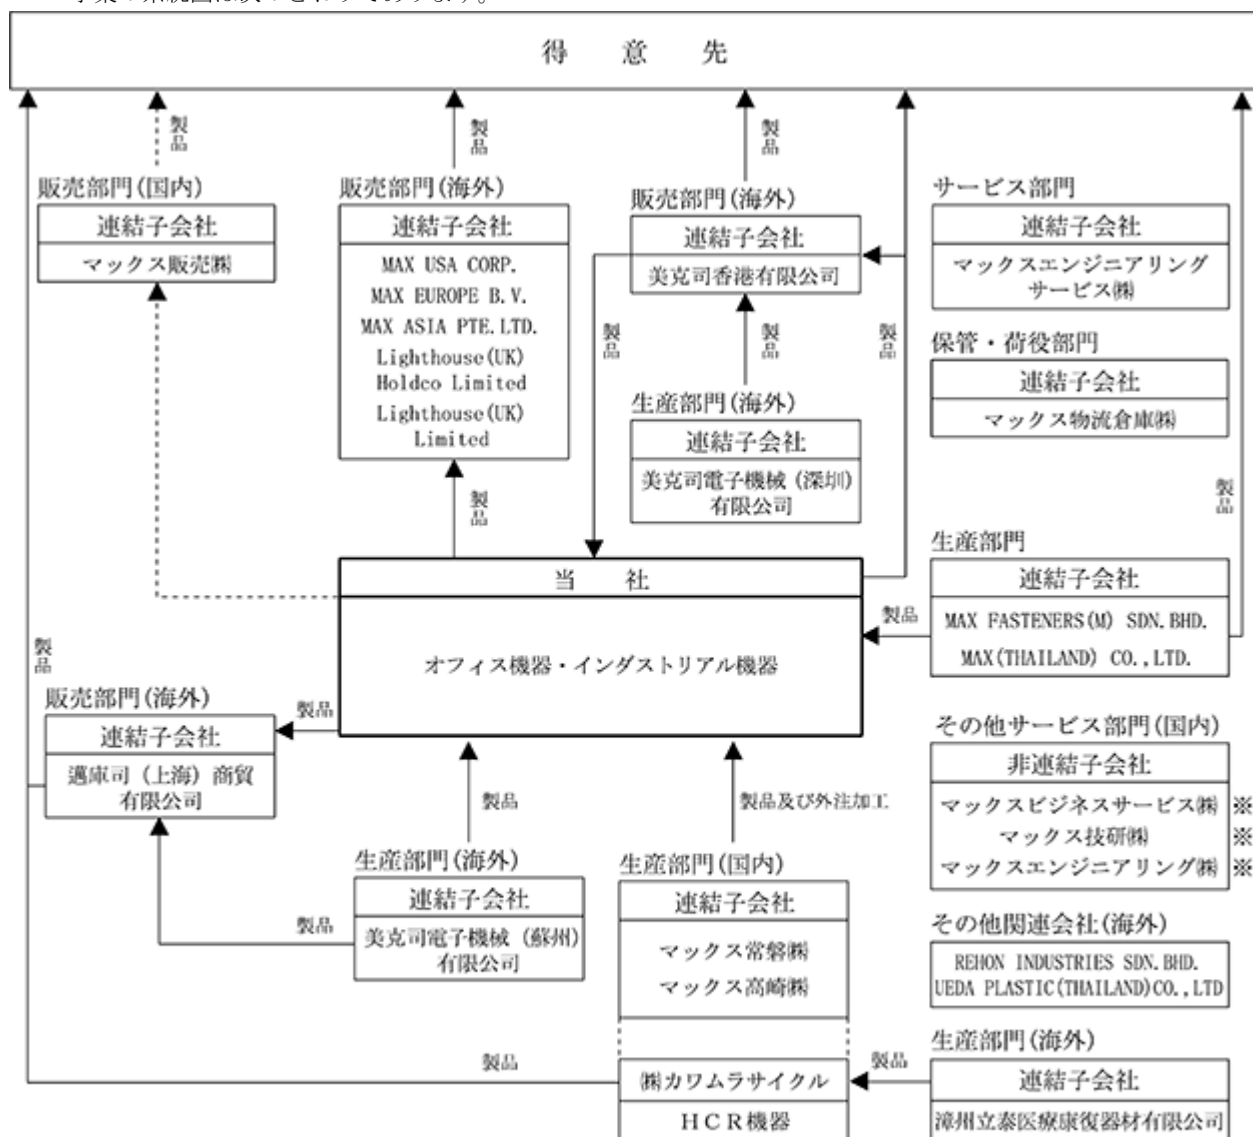 得意先
製品
製品
製品
販売部門(国内)
連結子会社
マックス販売㈱
販売部門(海外)
連結子会社
MAX USA CORP.
MAX EUROPE B.V.
MAX ASIA PTE.LTD.
Lighthouse(UK)
Holdco Limited
Lighthouse(UK)
Limited
販売部門(海外)
連結子会社
美克司香港有限公司
サービス部門
連結子会社
マックスエンジニアリング
サービス㈱
製品
製品
製品
保管・荷役部門
連結子会社
マックス物流倉庫㈱
生産部門(海外)
連結子会社
美克司電子機械(深圳)
有限公司
製品
製品
当社
オフィス機器・インダストリアル機器
生産部門
連結子会社
MAX FASTENERS(M) SDN.BHD.
MAX(THAILAND) CO.,LTD.
製品
製品
販売部門(海外)
連結子会社
邁庫司(上海)商貿
有限公司
製品
製品
製品及び外注加工
その他サービス部門(国内)
非連結子会社
マックスビジネスサービス㈱ ※
マックス技研㈱ ※
マックスエンジニアリング㈱ ※
生産部門(海外)
連結子会社
美克司電子機械(蘇州)
有限公司
製品
生産部門(国内)
連結子会社
マックス常磐㈱
マックス高崎㈱
その他関連会社(海外)
REHON INDUSTRIES SDN.BHD.
UEDA PLASTIC(THAILAND)CO.,LTD
製品
㈱カワムラサイクル
HCR機器
製品
生産部門(海外)
連結子会社
漳州立泰医療康復器材有限公司